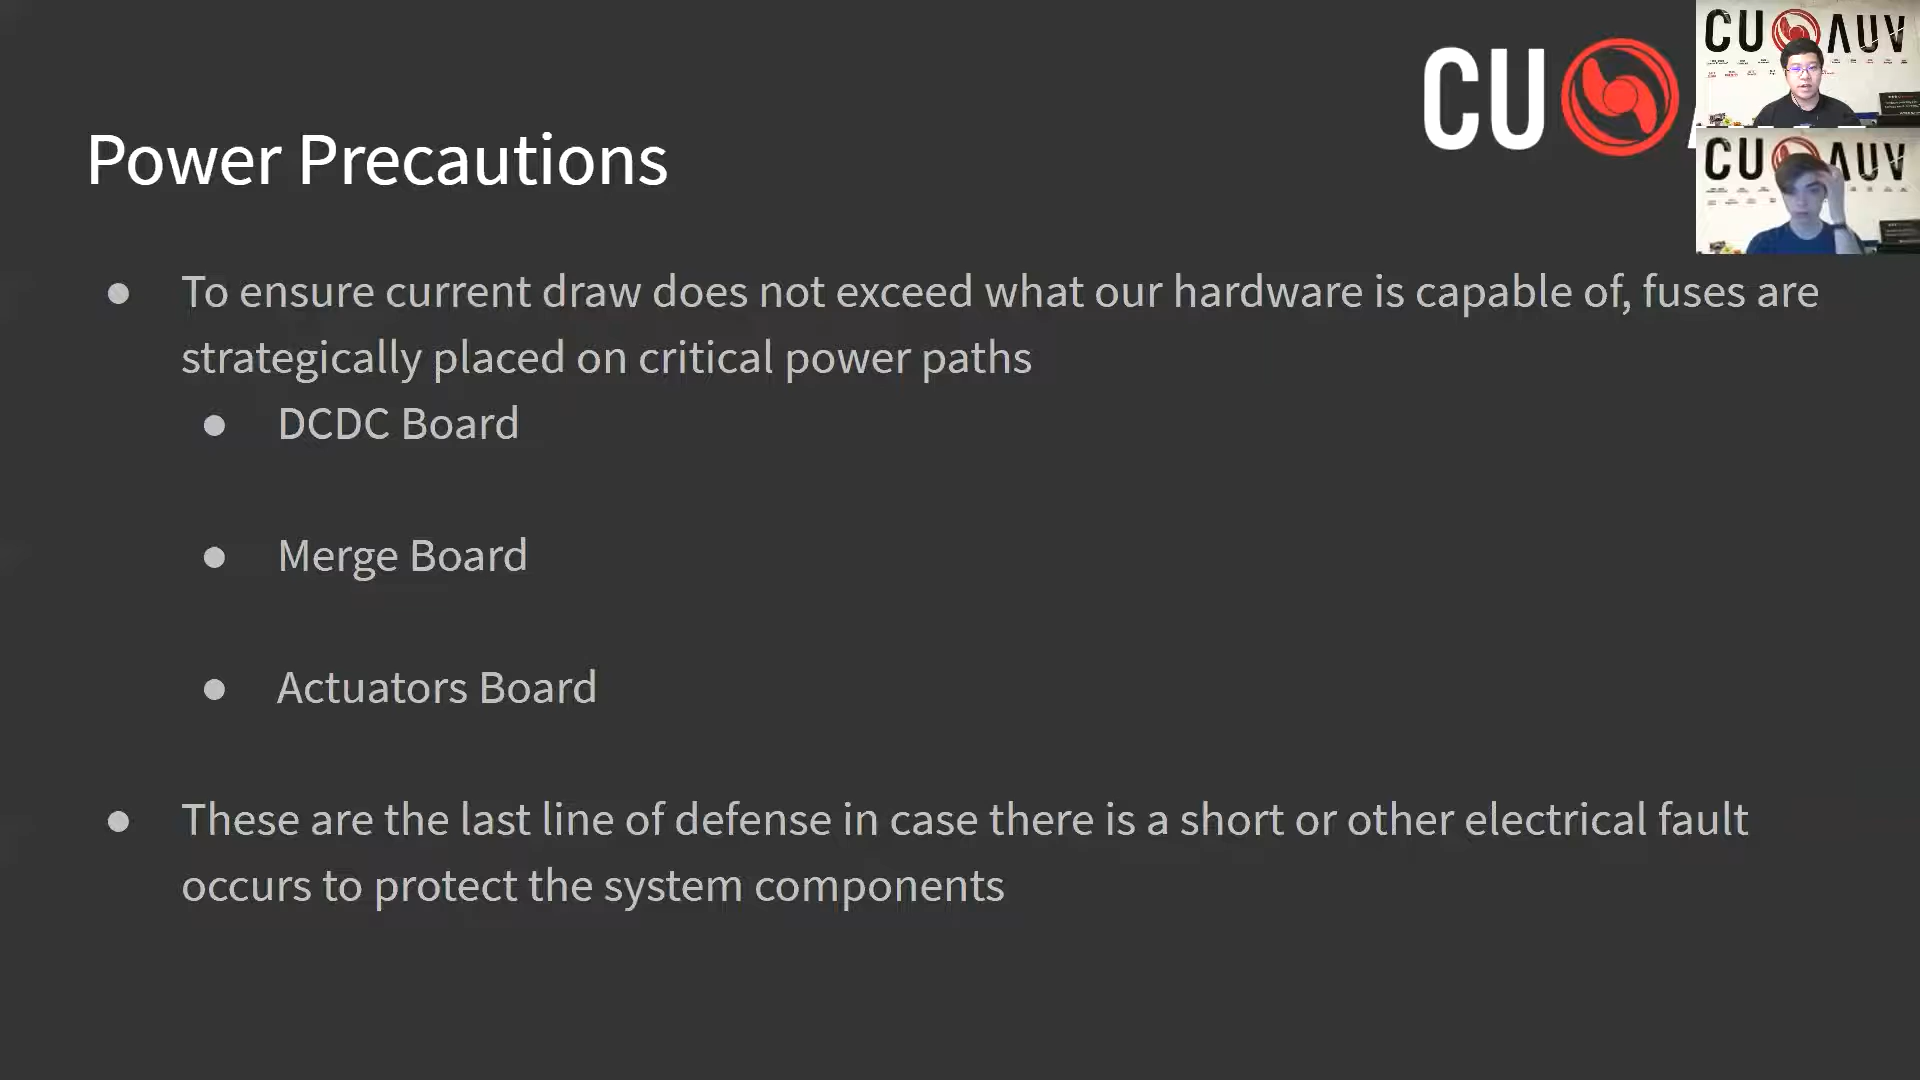 CU
CU AUV
CU AUV
Power Precautions
● To ensure current draw does not exceed what our hardware is capable of, fuses are
strategically placed on critical power paths
● DCDC Board
● Merge Board
● Actuators Board
● These are the last line of defense in case there is a short or other electrical fault
occurs to protect the system components